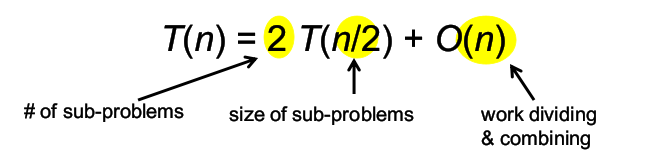 T(n) = 2 T(n/2) + O(n)
# of sub-problems
size of sub-problems
work dividing
& combining